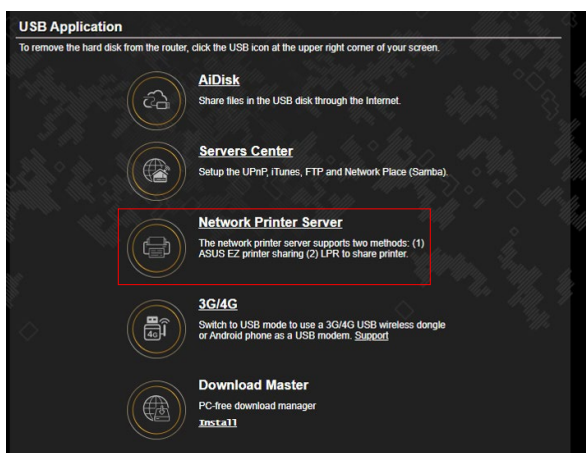 USB Application
To remove the hard disk from the router, click the USB icon at the upper right corner of your screen.
AiDisk
Share files in the USB disk through the Internet.
Servers Center
Setup the UPnP, iTunes, FTP and Network Place (Samba).
Network Printer Server
The network printer server supports two methods: (1)
ASUS EZ printer sharing (2) LPR to share printer.
3G/4G
4G
Switch to USB mode to use a 3G/4G USB wireless dongle
or Android phone as a USB modem. Support
Download Master
PC-free download manager
Install